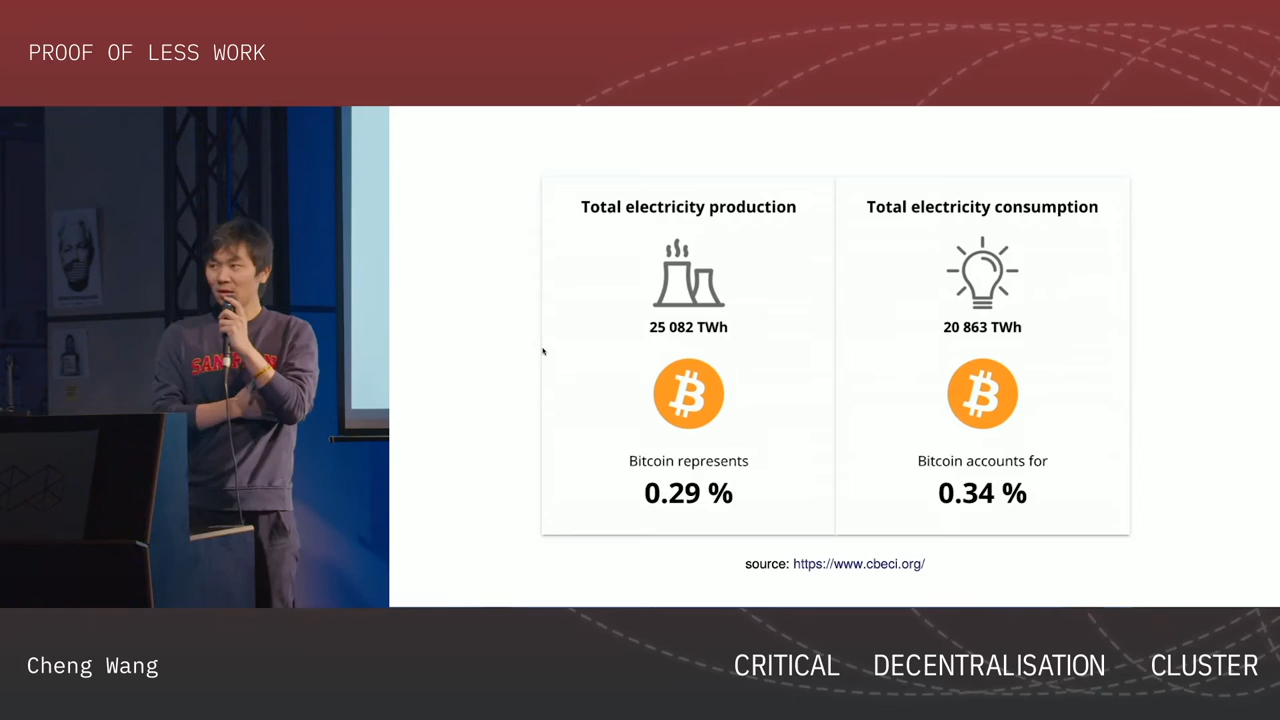 PROOF OF LESS WORK
Total electricity production
25 082 TWh
Bitcoin represents
0.29 %
Total electricity consumption
20 863 TWh
Bitcoin accounts for
0.34 %
source: https://www.cbeci.org/
Cheng Wang
CRITICAL DECENTRALISATION CLUSTER